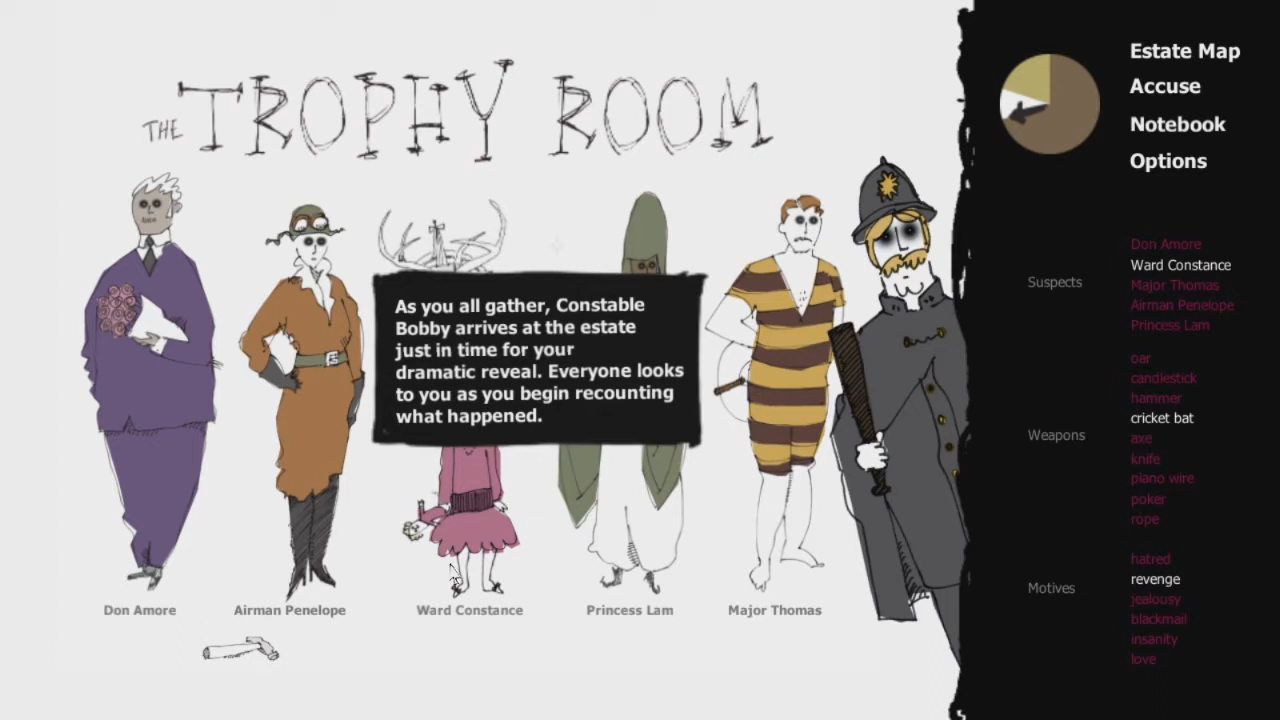 THE TROPHY ROOM
As you all gather, Constable
Bobby arrives at the estate
just in time for your
dramatic reveal. Everyone looks
to you as you begin recounting
what happened.
Don Amore
Airman Penelope
Ward Constance
Princess Lam
Major Thomas
Estate Map
Accuse
Notebook
Options
Suspects
Don Amore
Ward Constance
Major Thomas
Airman Penelope
Princess Lam
Weapons
oar
candlestick
hammer
cricket bat
axe
knife
piano wire
poker
rope
Motives
hatred
revenge
jealousy
blackmail
insanity
love